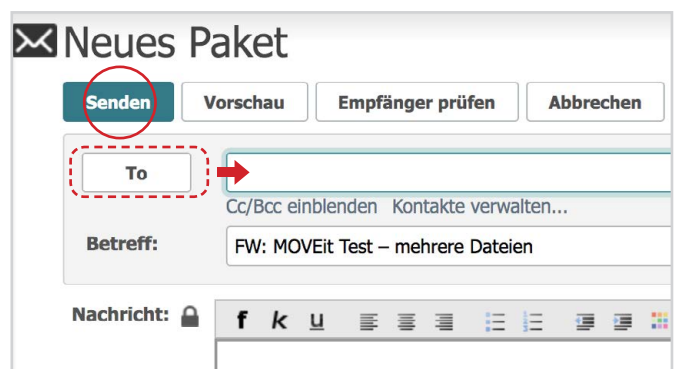 Neues Paket
Senden Vorschau Empfänger prüfen Abbrechen
To
Cc/Bcc einblenden Kontakte verwalten...
Betreff: FW: MOVEit Test – mehrere Dateien
Nachricht: f k u